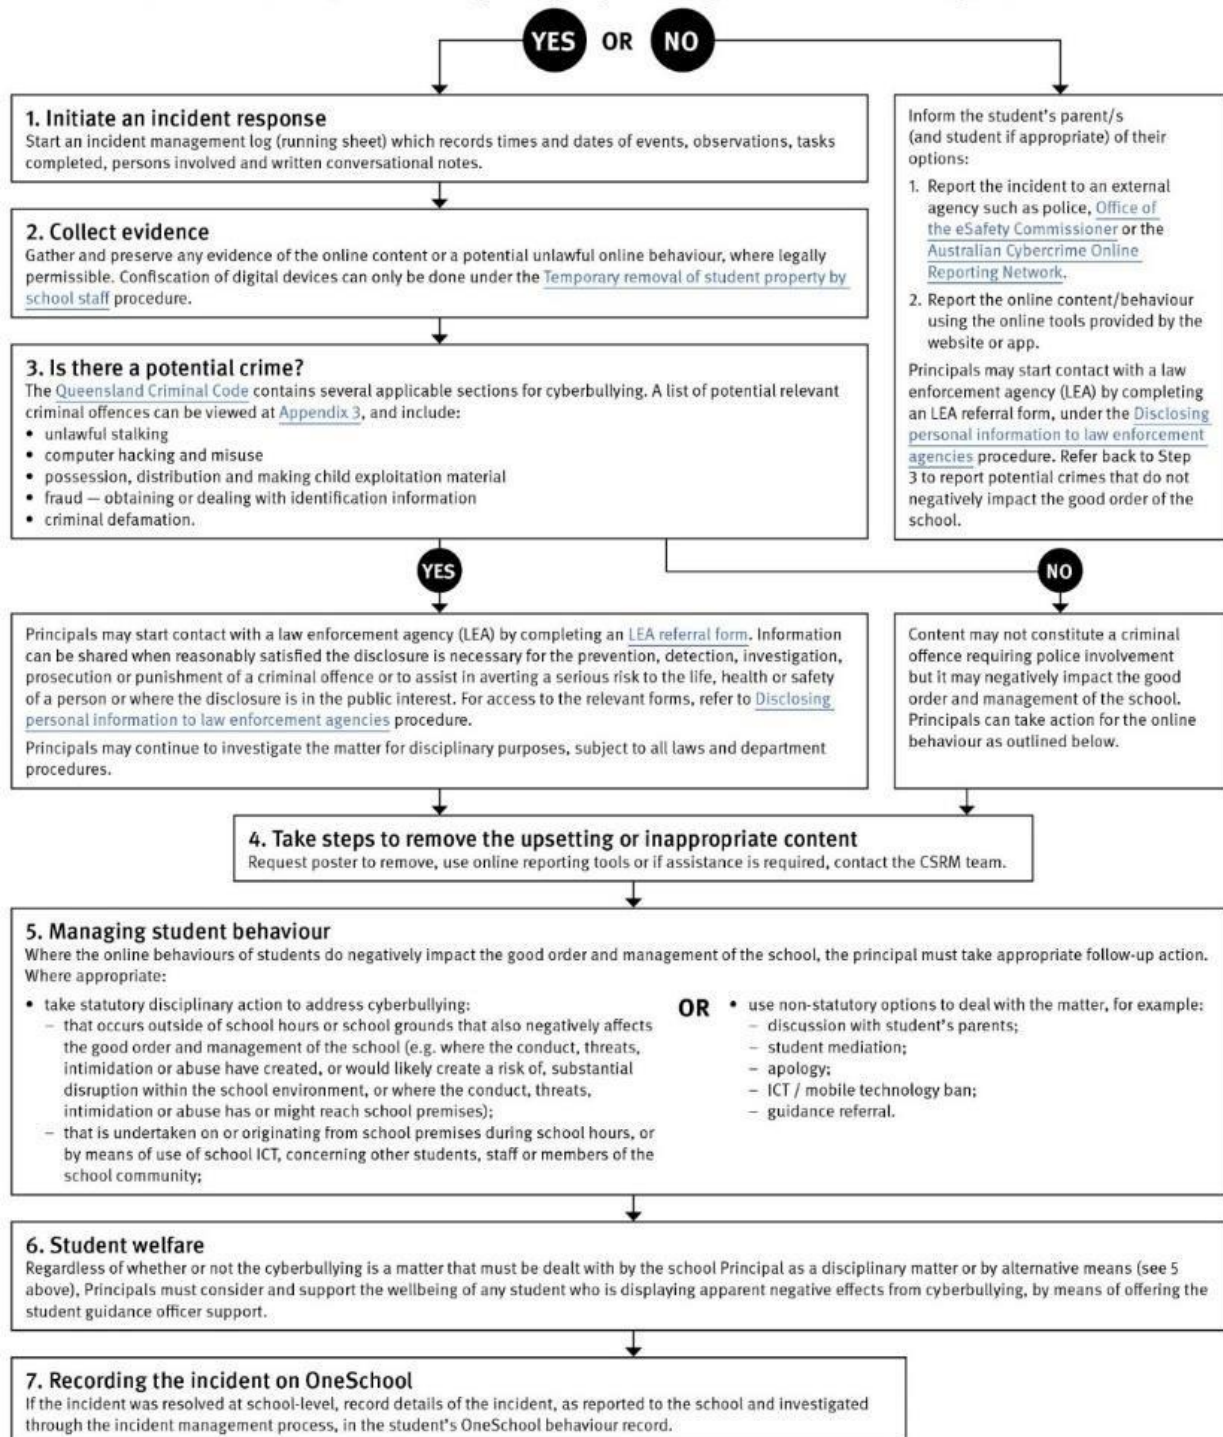 YES OR NO
1. Initiate an incident response
Start an incident management log (running sheet) which records times and dates of events, observations, tasks
completed, persons involved and written conversational notes.
2. Collect evidence
Gather and preserve any evidence of the online content or a potential unlawful online behaviour, where legally
permissible. Confiscation of digital devices can only be done under the Temporary removal of student property by
school staff procedure.
3. Is there a potential crime?
The Queensland Criminal Code contains several applicable sections for cyberbullying. A list of potential relevant
criminal offences can be viewed at Appendix 3, and include:
• unlawful stalking
• computer hacking and misuse
• possession, distribution and making child exploitation material
• fraud — obtaining or dealing with identification information
• criminal defamation.
Inform the student's parent/s
(and student if appropriate) of their
options:
1. Report the incident to an external
agency such as police, Office of
the eSafety Commissioner or the
Australian Cybercrime Online
Reporting Network.
2. Report the online content/behaviour
using the online tools provided by the
website or app.
Principals may start contact with a law
enforcement agency (LEA) by completing
an LEA referral form, under the Disclosing
personal information to law enforcement
agencies procedure. Refer back to Step
3 to report potential crimes that do not
negatively impact the good order of the
school.
YES
NO
Principals may start contact with a law enforcement agency (LEA) by completing an LEA referral form. Information
can be shared when reasonably satisfied the disclosure is necessary for the prevention, detection, investigation,
prosecution or punishment of a criminal offence or to assist in averting a serious risk to the life, health or safety
of a person or where the disclosure is in the public interest. For access to the relevant forms, refer to Disclosing
personal information to law enforcement agencies procedure.
Principals may continue to investigate the matter for disciplinary purposes, subject to all laws and department
procedures.
Content may not constitute a criminal
offence requiring police involvement
but it may negatively impact the good
order and management of the school.
Principals can take action for the online
behaviour as outlined below.
4. Take steps to remove the upsetting or inappropriate content
Request poster to remove, use online reporting tools or if assistance is required, contact the CSRM team.
5. Managing student behaviour
Where the online behaviours of students do negatively impact the good order and management of the school, the principal must take appropriate follow-up action.
Where appropriate:
• take statutory disciplinary action to address cyberbullying:
– that occurs outside of school hours or school grounds that also negatively affects
the good order and management of the school (e.g. where the conduct, threats,
intimidation or abuse have created, or would likely create a risk of, substantial
disruption within the school environment, or where the conduct, threats,
intimidation or abuse has or might reach school premises);
– that is undertaken on or originating from school premises during school hours, or
by means of use of school ICT, concerning other students, staff or members of the
school community;
OR
• use non-statutory options to deal with the matter, for example:
– discussion with student's parents;
– student mediation;
– apology;
– ICT / mobile technology ban;
– guidance referral.
6. Student welfare
Regardless of whether or not the cyberbullying is a matter that must be dealt with by the school Principal as a disciplinary matter or by alternative means (see 5
above), Principals must consider and support the wellbeing of any student who is displaying apparent negative effects from cyberbullying, by means of offering the
student guidance officer support.
7. Recording the incident on OneSchool
If the incident was resolved at school-level, record details of the incident, as reported to the school and investigated
through the incident management process, in the student's OneSchool behaviour record.